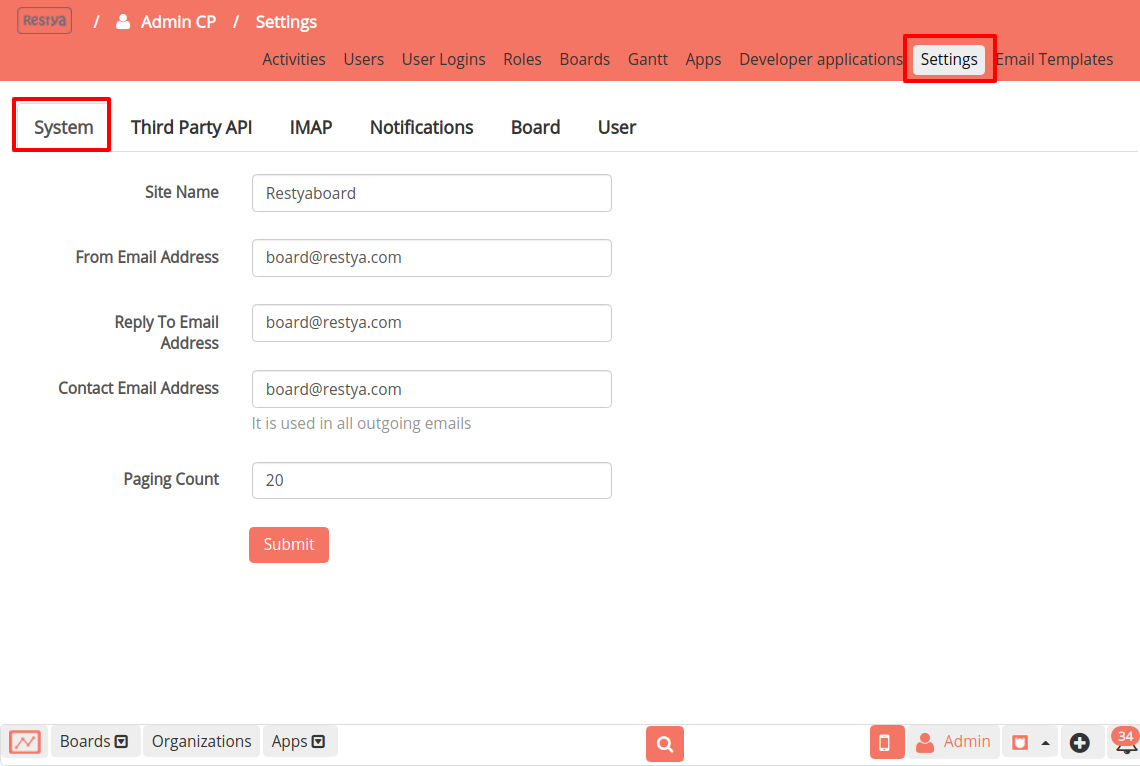 Restya / Admin CP / Settings
Activities Users User Logins Roles Boards Gantt Apps Developer applications Settings Email Templates
System Third Party API IMAP Notifications Board User
Site Name Restyaboard
From Email Address board@restya.com
Reply To Email Address board@restya.com
Contact Email Address board@restya.com
It is used in all outgoing emails
Paging Count 20
Submit
Boards Organizations Apps Admin 34